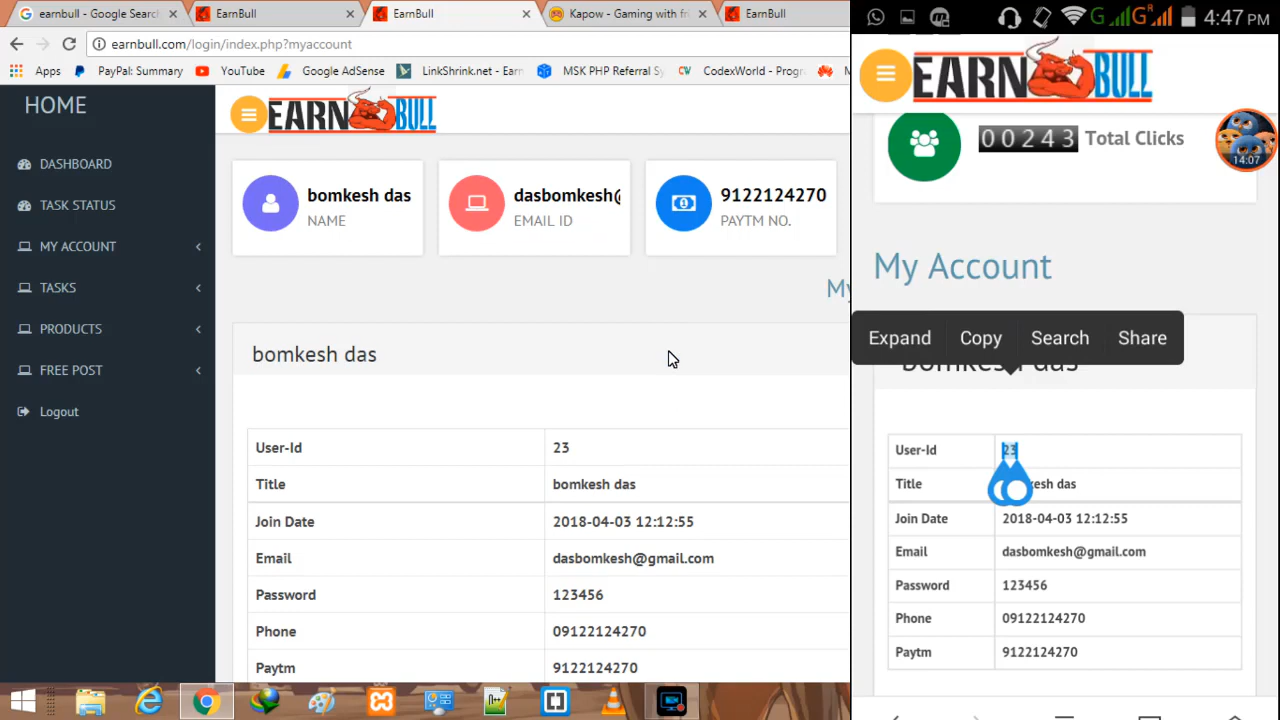 earnbull - Google Searc
EarnBull
EarnBull
Kapow - Gaming with fri
EarnBull
earnbull.com/login/index.php?myaccount
Apps
PayPal: Summary
YouTube
Google AdSense
LinkShrink.net - Earn
MSK PHP Referral Sy
CodexWorld - Progr
HOME
DASHBOARD
TASK STATUS
MY ACCOUNT
TASKS
PRODUCTS
FREE POST
Logout
EARN BULL
bomkesh das
NAME
dasbomkesh@
EMAIL ID
9122124270
PAYTM NO.
My
bomkesh das
User-Id 23
Title bomkesh das
Join Date 2018-04-03 12:12:55
Email dasbomkesh@gmail.com
Password 123456
Phone 09122124270
Paytm 9122124270
G G 4:47 PM
EARN BULL
00243 Total Clicks
14:07
My Account
Expand Copy Search Share
bomkesh das
User-Id 23
Title kesh das
Join Date 2018-04-03 12:12:55
Email dasbomkesh@gmail.com
Password 123456
Phone 09122124270
Paytm 9122124270